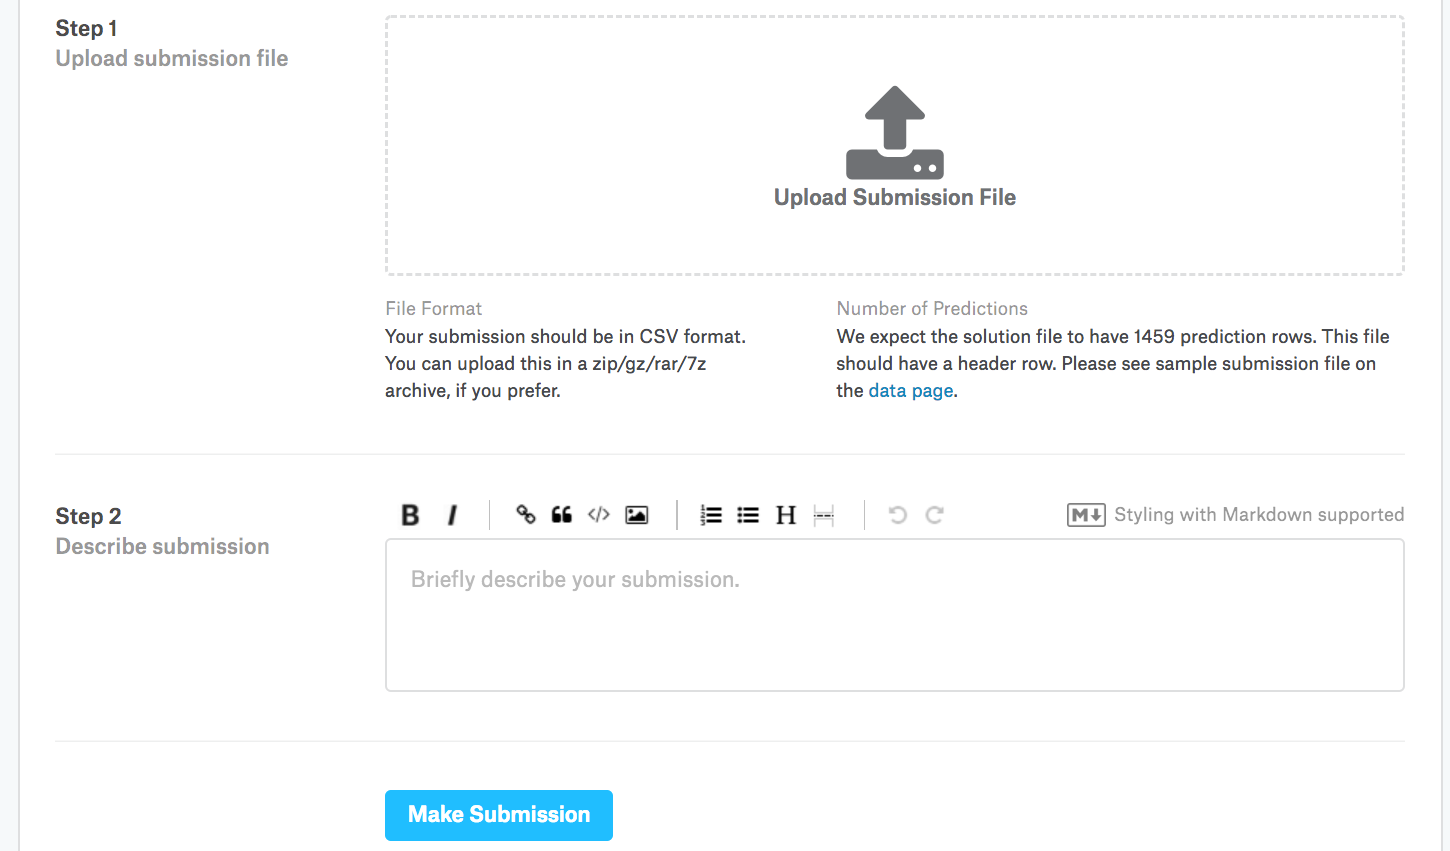 Step 1
Upload submission file
Upload Submission File
File Format
Your submission should be in CSV format.
You can upload this in a zip/gz/rar/7z
archive, if you prefer.
Number of Predictions
We expect the solution file to have 1459 prediction rows. This file
should have a header row. Please see sample submission file on
the data page.
Step 2
Describe submission
B I </> H M Styling with Markdown supported
Briefly describe your submission.
Make Submission